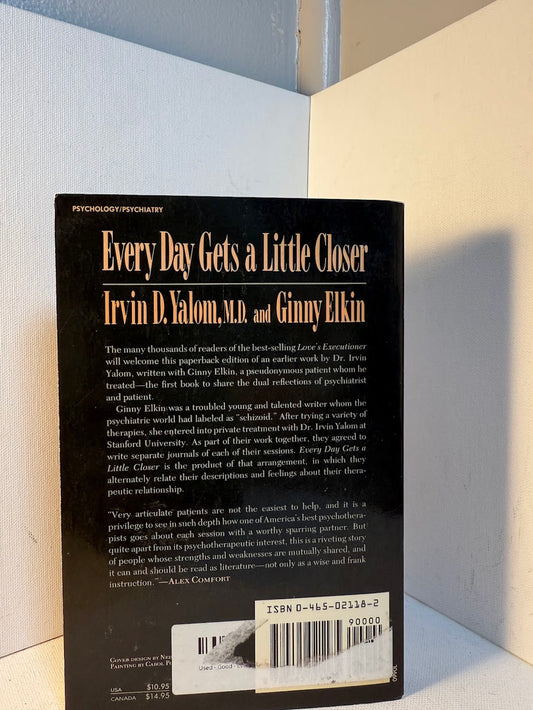 PSYCHOLOGY/PSYCHIATRY
Every Day Gets a Little Closer
Irvin D. Yalom, M.D. and Ginny Elkin
The many thousands of readers of the best-selling Love's Executioner
will welcome this paperback edition of an earlier work by Dr. Irvin
Yalom, written with Ginny Elkin, a pseudonymous patient whom he
treated—the first book to share the dual reflections of psychiatrist
and patient.
Ginny Elkin was a troubled young and talented writer whom the
psychiatric world had labeled as "schizoid." After trying a variety of
therapies, she entered into private treatment with Dr. Irvin Yalom at
Stanford University. As part of their work together, they agreed to
write separate journals of each of their sessions. Every Day Gets a
Little Closer is the product of that arrangement, in which they
alternately relate their descriptions and feelings about their thera-
peutic relationship.
"Very articulate patients are not the easiest to help, and it is a
privilege to see in such depth how one of America's best psychothera-
pists goes about each session with a worthy sparring partner. But
quite apart from its psychotherapeutic interest, this is a riveting story
of people whose strengths and weaknesses are mutually shared, and
it can and should be read as literature—not only as a wise and frank
instruction."—ALEX COMFORT
ISBN 0-465-02118-2
90000
COVER DESIGN BY
PAINTING BY CAROL
Used - Good
USA $10.95
CANADA $14.95